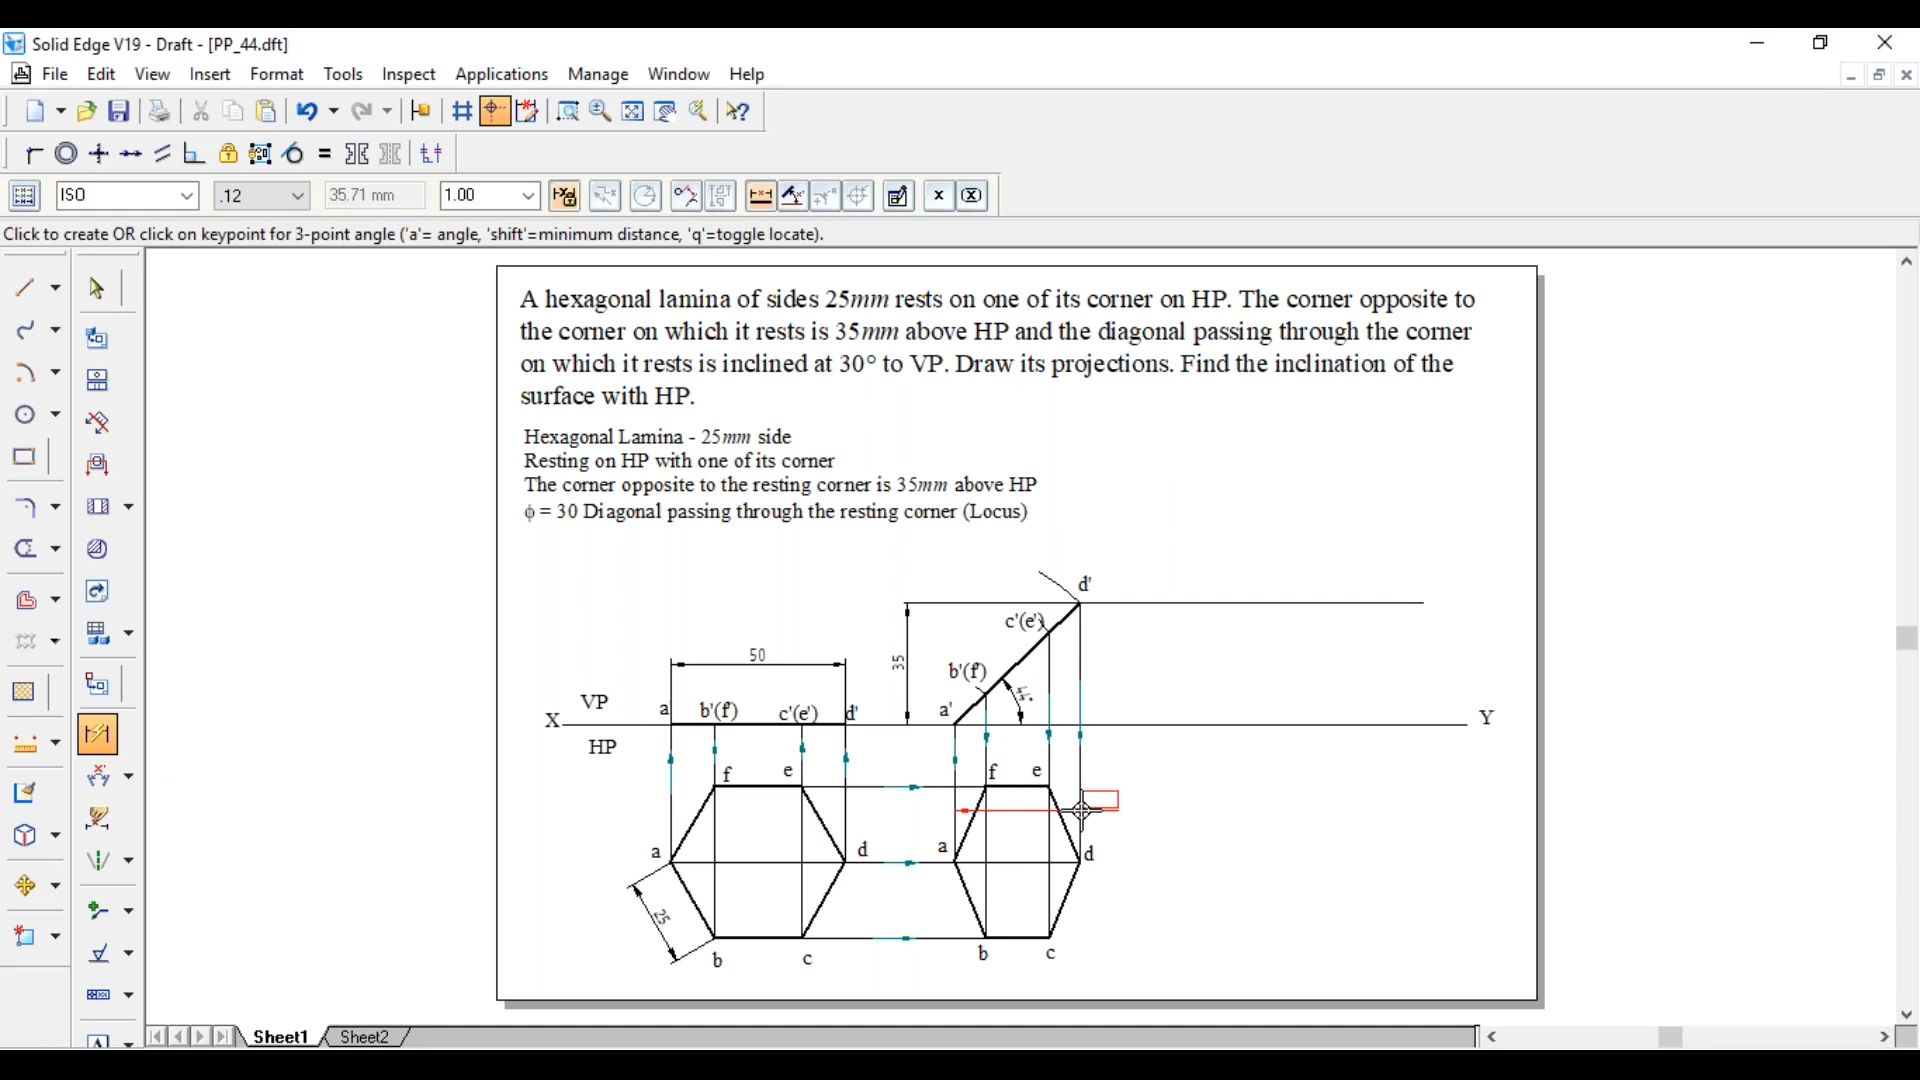 Solid Edge V19 - Draft - [PP_44.dft]
File Edit View Insert Format Tools Inspect Applications Manage Window Help
ISO .12 35.71 mm 1.00
Click to create OR click on keypoint for 3-point angle ('a'= angle, 'shift'=minimum distance, 'q'=toggle locate).
A hexagonal lamina of sides 25mm rests on one of its corner on HP. The corner opposite to
the corner on which it rests is 35mm above HP and the diagonal passing through the corner
on which it rests is inclined at 30° to VP. Draw its projections. Find the inclination of the
surface with HP.
Hexagonal Lamina - 25mm side
Resting on HP with one of its corner
The corner opposite to the resting corner is 35mm above HP
ϕ = 30 Diagonal passing through the resting corner (Locus)
d'
c'(e')
50
35
b'(f')
44°
VP
a b'(f') c'(e') d'
a'
X
Y
HP
f e
f e
a d
a d
25
b c
b c
Sheet1 Sheet2